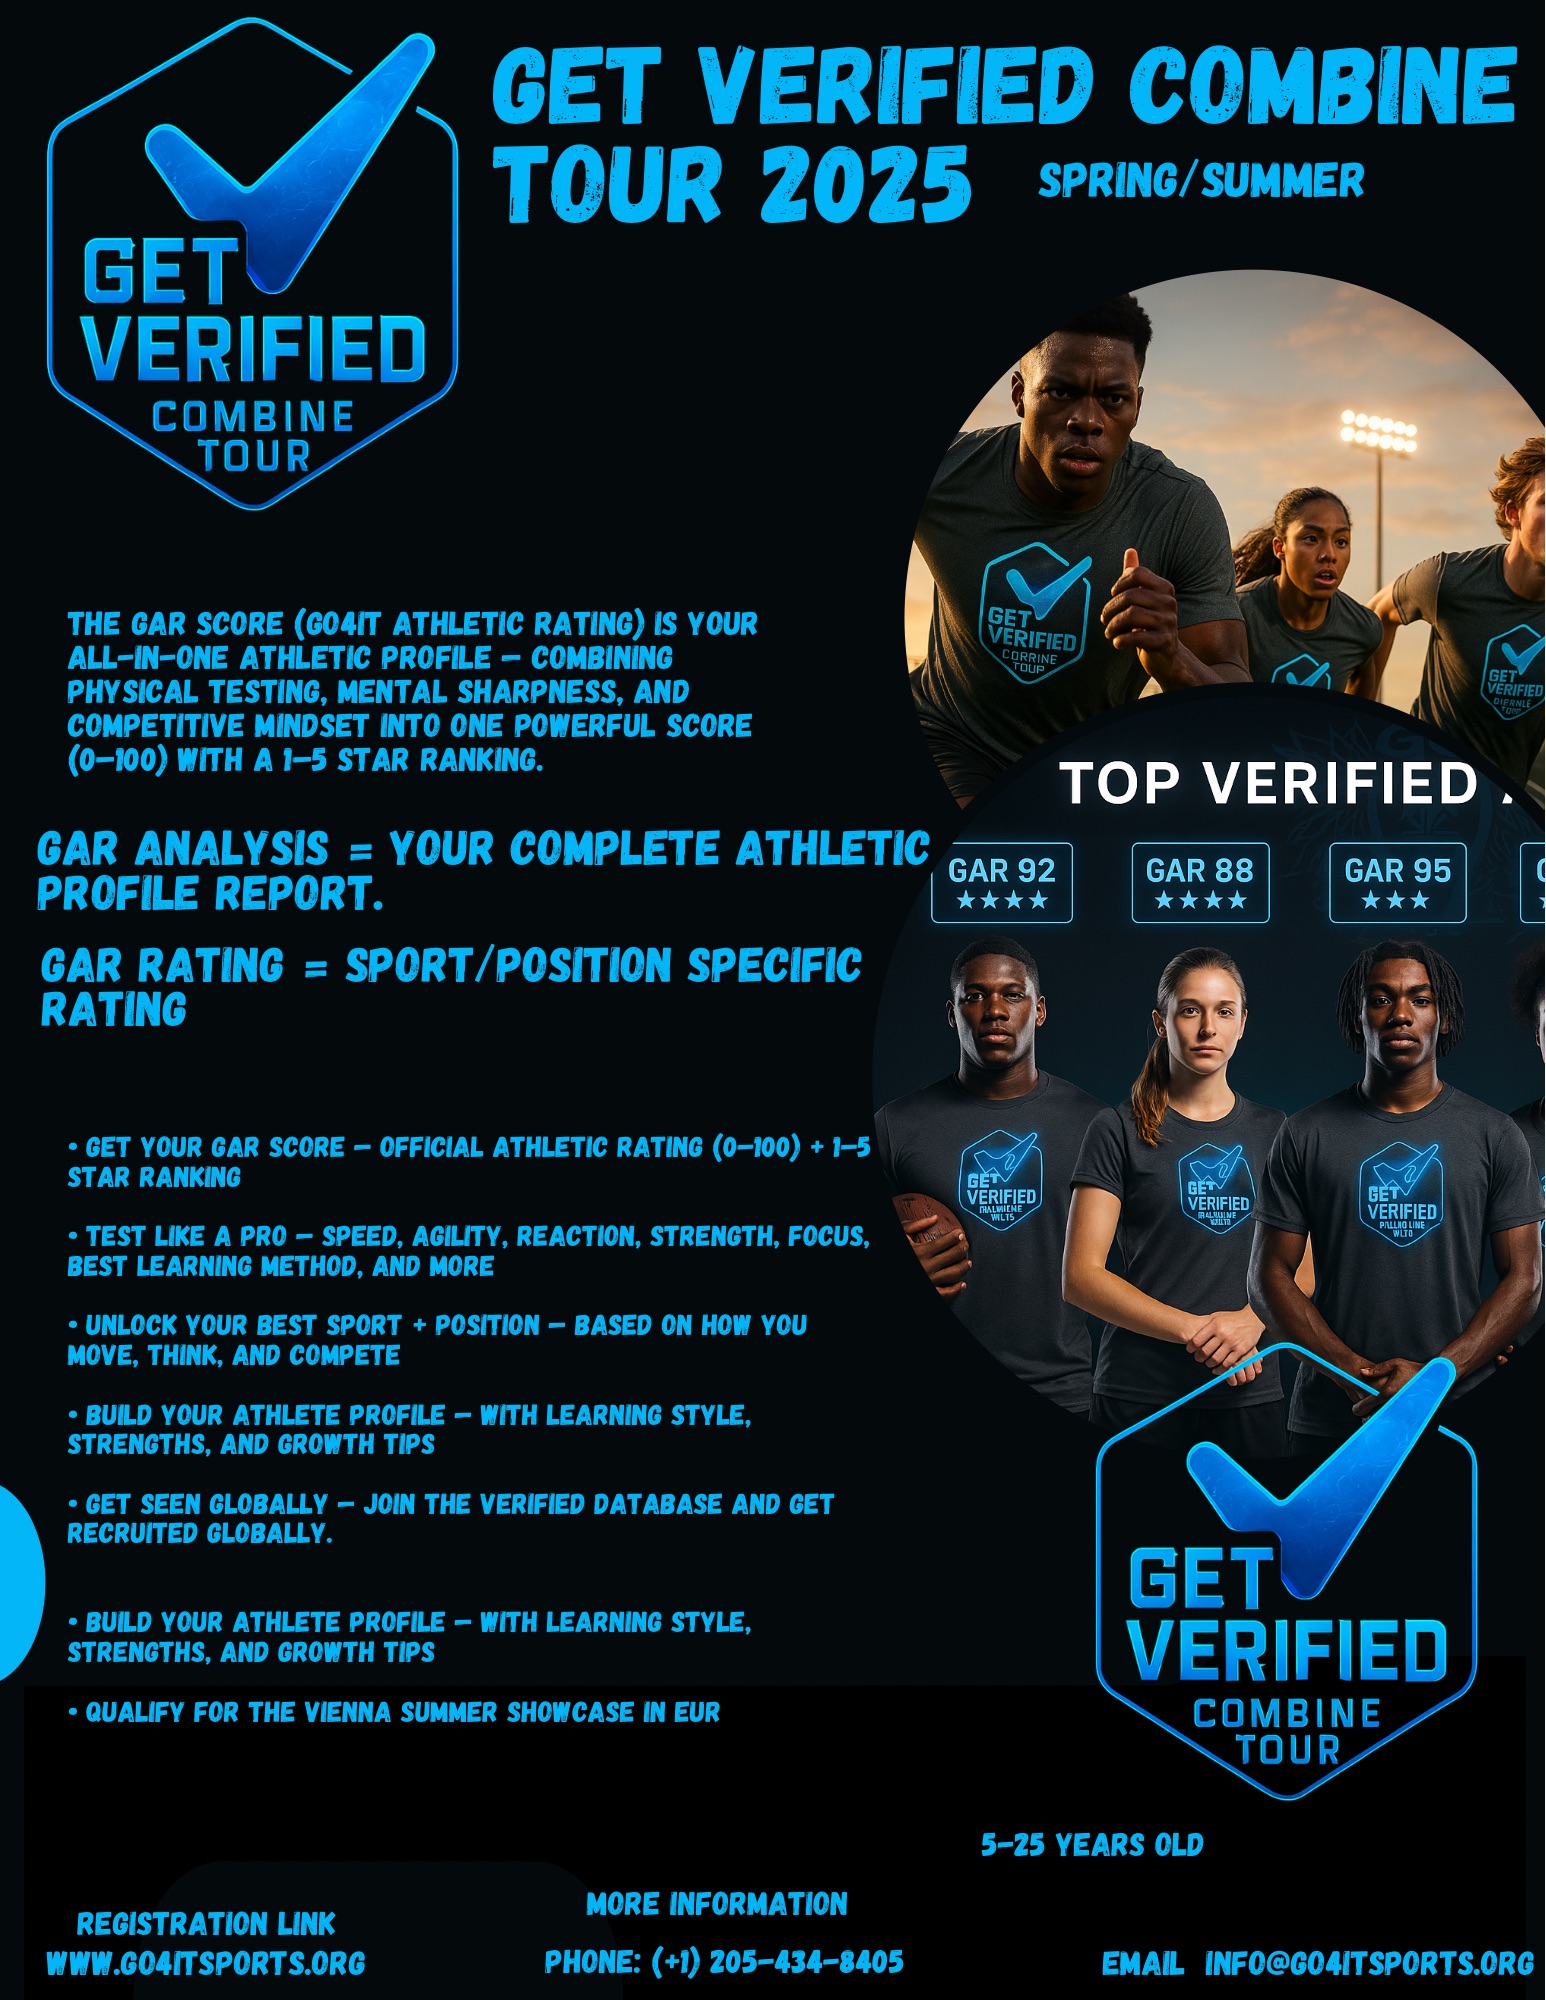 GET VERIFIED COMBINE
TOUR 2025 SPRING/SUMMER
GET
VERIFIED
COMBINE
TOUR
GET
VERIFIED
CORRINE
TOUP
GET
GET
VERIFIED
THE GAR SCORE (GO4IT ATHLETIC RATING) IS YOUR
ALL-IN-ONE ATHLETIC PROFILE – COMBINING
PHYSICAL TESTING, MENTAL SHARPNESS, AND
COMPETITIVE MINDSET INTO ONE POWERFUL SCORE
(0–100) WITH A 1–5 STAR RANKING.
TOP VERIFIED
GAR ANALYSIS = YOUR COMPLETE ATHLETIC
PROFILE REPORT.
GAR 92
★★★★
GAR 88
★★★★
GAR 95
★★★
GAR RATING = SPORT/POSITION SPECIFIC
RATING
GET
VERIFIED
GET
VERIFIED
GET
VERIFIED
• GET YOUR GAR SCORE – OFFICIAL ATHLETIC RATING (0–100) + 1–5
STAR RANKING
• TEST LIKE A PRO – SPEED, AGILITY, REACTION, STRENGTH, FOCUS,
BEST LEARNING METHOD, AND MORE
• UNLOCK YOUR BEST SPORT + POSITION – BASED ON HOW YOU
MOVE, THINK, AND COMPETE
• BUILD YOUR ATHLETE PROFILE – WITH LEARNING STYLE,
STRENGTHS, AND GROWTH TIPS
• GET SEEN GLOBALLY – JOIN THE VERIFIED DATABASE AND GET
RECRUITED GLOBALLY.
• BUILD YOUR ATHLETE PROFILE – WITH LEARNING STYLE,
STRENGTHS, AND GROWTH TIPS
• QUALIFY FOR THE VIENNA SUMMER SHOWCASE IN EUR
GET
VERIFIED
COMBINE
TOUR
5–25 YEARS OLD
REGISTRATION LINK
WWW.GO4ITSPORTS.ORG
MORE INFORMATION
PHONE: (+1) 205-434-8405
EMAIL INFO@GO4ITSPORTS.ORG